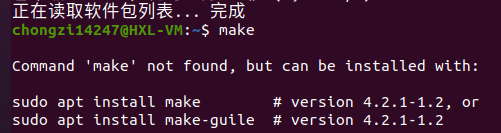 正在读取软件包列表... 完成
chongzi14247@HXL-VM:~$ make
Command 'make' not found, but can be installed with:
sudo apt install make        # version 4.2.1-1.2, or
sudo apt install make-guile  # version 4.2.1-1.2